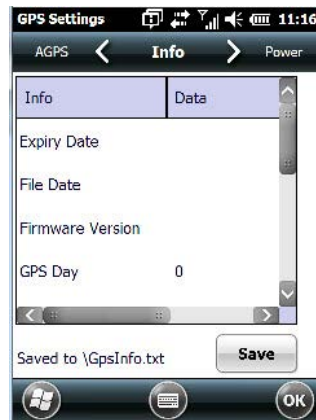 GPS Settings 11:16
AGPS Info Power
Info Data
Expiry Date
File Date
Firmware Version
GPS Day 0
Saved to \GpsInfo.txt Save
OK